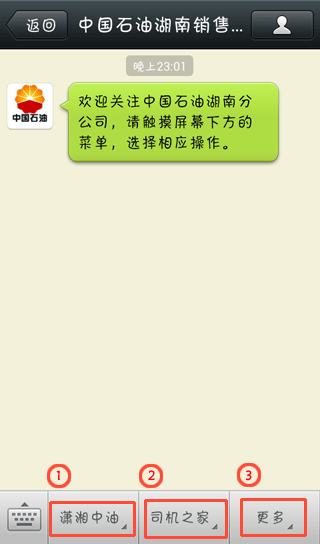 返回
中国石油湖南销售...
晚上23:01
中国石油
欢迎关注中国石油湖南分
公司，请触摸屏幕下方的
菜单，选择相应操作。
1 2 3
潇湘中油 司机之家 更多